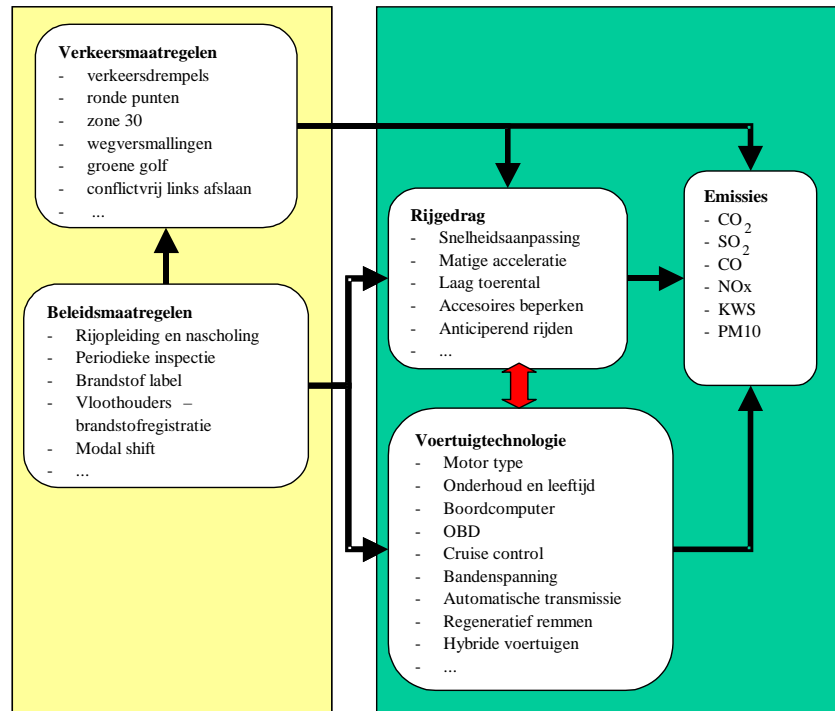 Verkeersmaatregelen
- verkeersdrempels
- ronde punten
- zone 30
- wegversmallingen
- groene golf
- conflictvrij links afslaan
- ...
Beleidsmaatregelen
- Rijopleiding en nascholing
- Periodieke inspectie
- Brandstof label
- Vloothouders –
brandstofregistratie
- Modal shift
- ...
Rijgedrag
- Snelheidsaanpassing
- Matige acceleratie
- Laag toerental
- Accesoires beperken
- Anticiperend rijden
- ...
Voertuigtechnologie
- Motor type
- Onderhoud en leeftijd
- Boordcomputer
- OBD
- Cruise control
- Bandenspanning
- Automatische transmissie
- Regeneratief remmen
- Hybride voertuigen
- ...
Emissies
- CO2
- SO2
- CO
- NOx
- KWS
- PM10